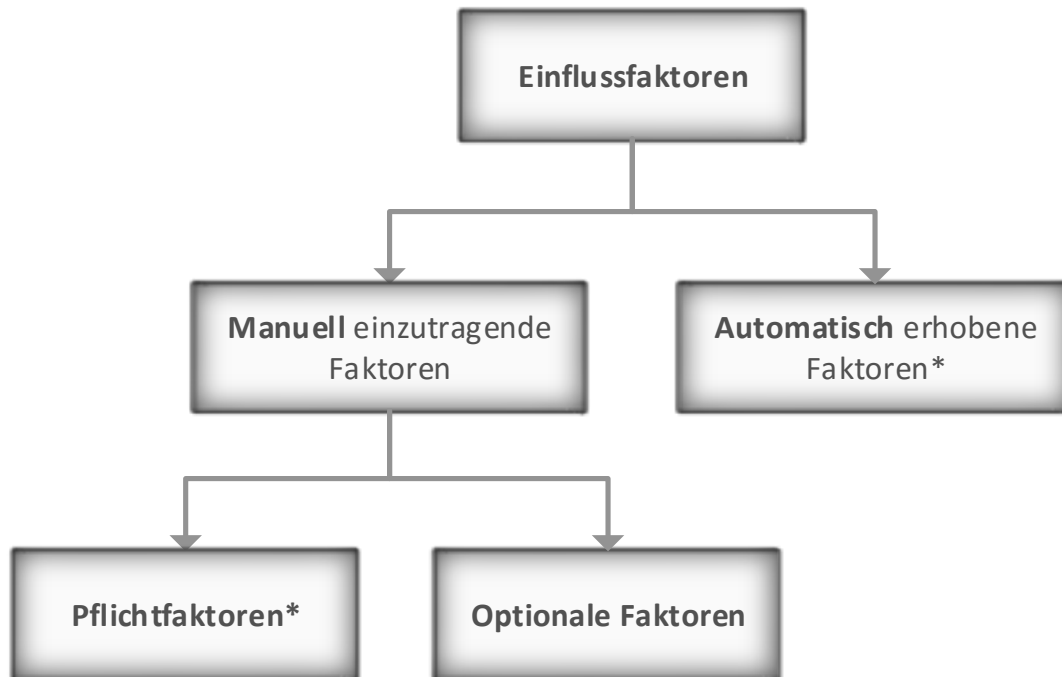 Einflussfaktoren
Manuell einzutragende
Faktoren
Automatisch erhobene
Faktoren*
Pflichtfaktoren*
Optionale Faktoren